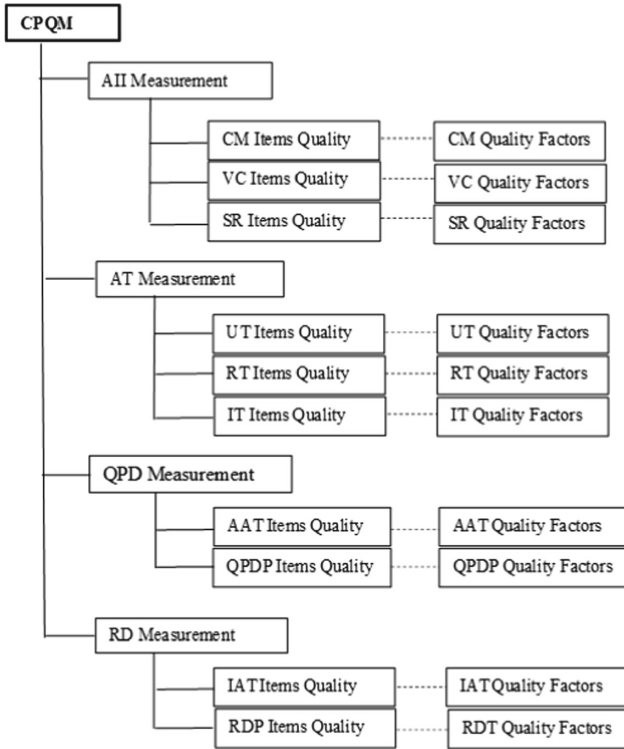 CPQM
AII Measurement
CM Items Quality CM Quality Factors
VC Items Quality VC Quality Factors
SR Items Quality SR Quality Factors
AT Measurement
UT Items Quality UT Quality Factors
RT Items Quality RT Quality Factors
IT Items Quality IT Quality Factors
QPD Measurement
AAT Items Quality AAT Quality Factors
QPDP Items Quality QPDP Quality Factors
RD Measurement
IAT Items Quality IAT Quality Factors
RDP Items Quality RDT Quality Factors